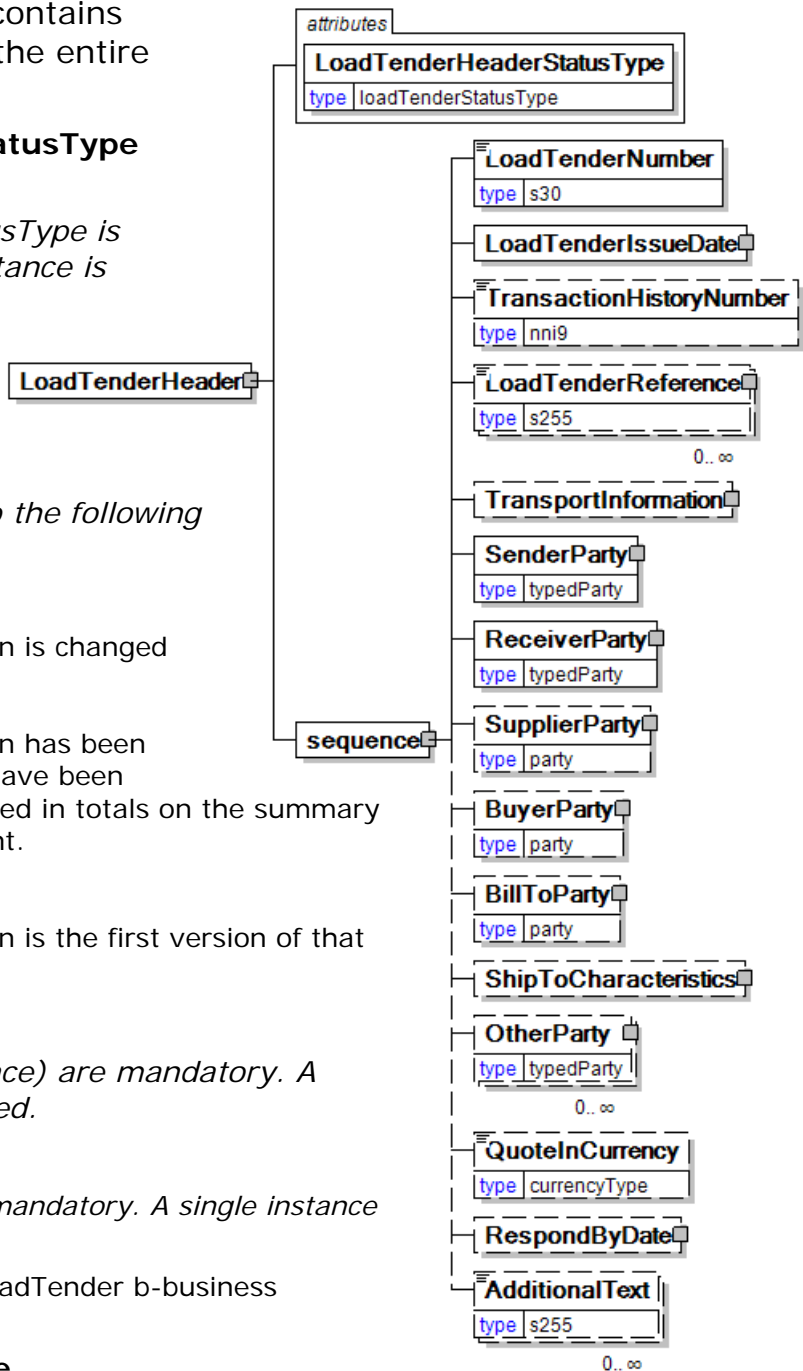 contains
the entire
atusType
usType is
tance is
o the following
n is changed
n has been
ave been
ed in totals on the summary
nt.
n is the first version of that
nce) are mandatory. A
ed.
mandatory. A single instance
adTender b-business
e
LoadTenderHeader
attributes
LoadTenderHeaderStatusType
type loadTenderStatusType
sequence
LoadTenderNumber
type s30
LoadTenderIssueDate
TransactionHistoryNumber
type nni9
LoadTenderReference
type s255
0.. ∞
TransportInformation
SenderParty
type typedParty
ReceiverParty
type typedParty
SupplierParty
type party
BuyerParty
type party
BillToParty
type party
ShipToCharacteristics
OtherParty
type typedParty
0.. ∞
QuoteInCurrency
type currencyType
RespondByDate
AdditionalText
type s255
0.. ∞